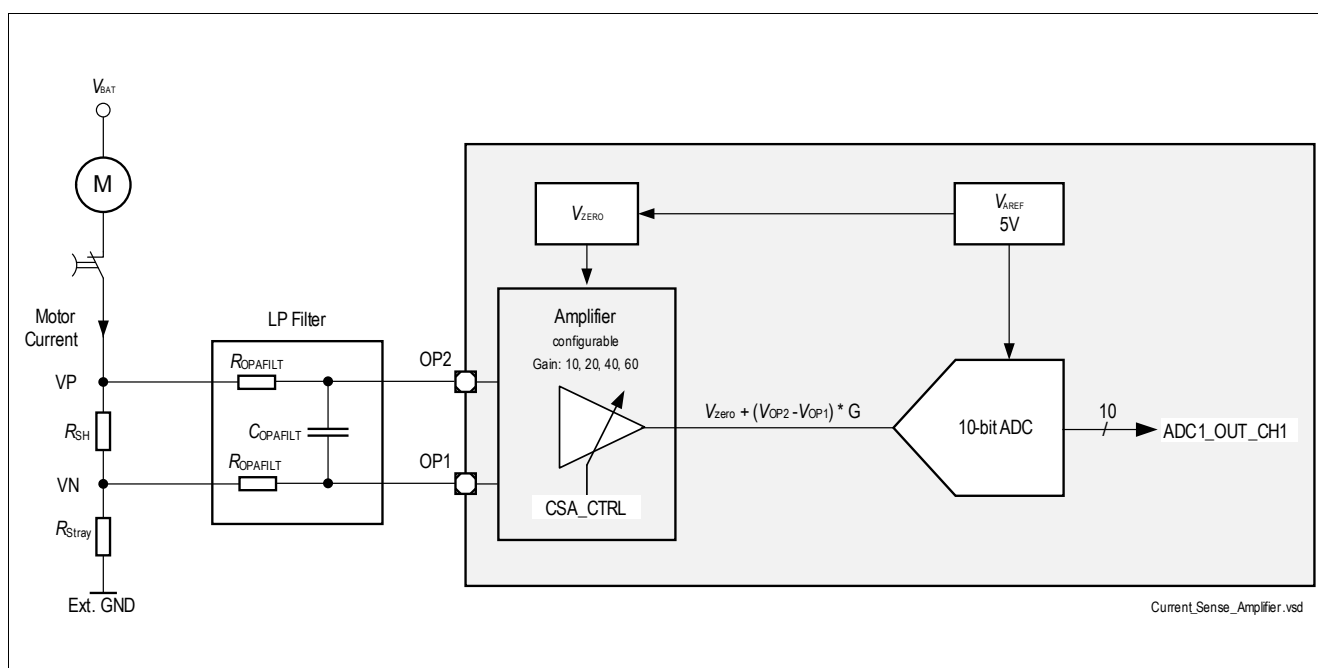 VBAT
M
Motor
Current
VP
RSH
VN
RStray
Ext. GND
LP Filter
ROPAFILT
COPAFILT
ROPAFILT
OP2
OP1
VZERO
VAREF
5V
Amplifier
configurable
Gain: 10, 20, 40, 60
CSA_CTRL
Vzero + (VOP2 -VOP1) * G
10-bit ADC
10
ADC1_OUT_CH1
Current_Sense_Amplifier.vsd